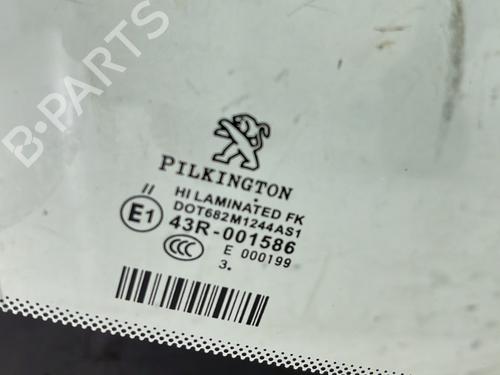 B-PARTS
PILKINGTON
II
HI LAMINATED FK
DOT682M1244AS1
E1
43R-001586
CCC
E 000199
3.